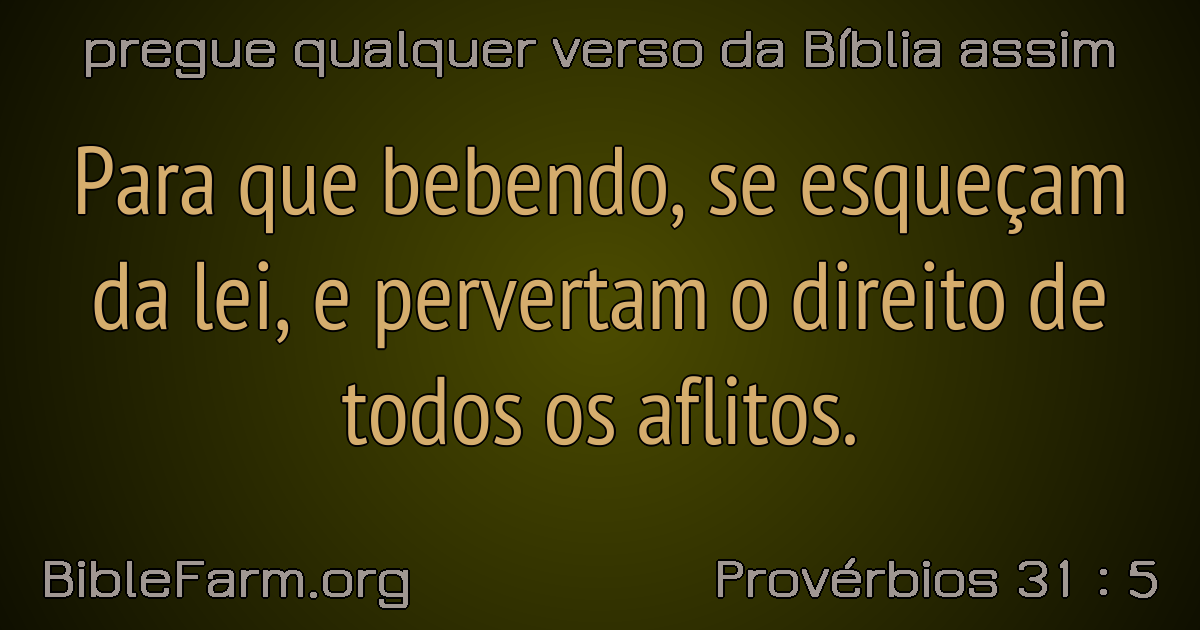 pregue qualquer verso da Bíblia assim
Para que bebendo, se esqueçam
da lei, e pervertam o direito de
todos os aflitos.
BibleFarm.org
Provérbios 31 : 5